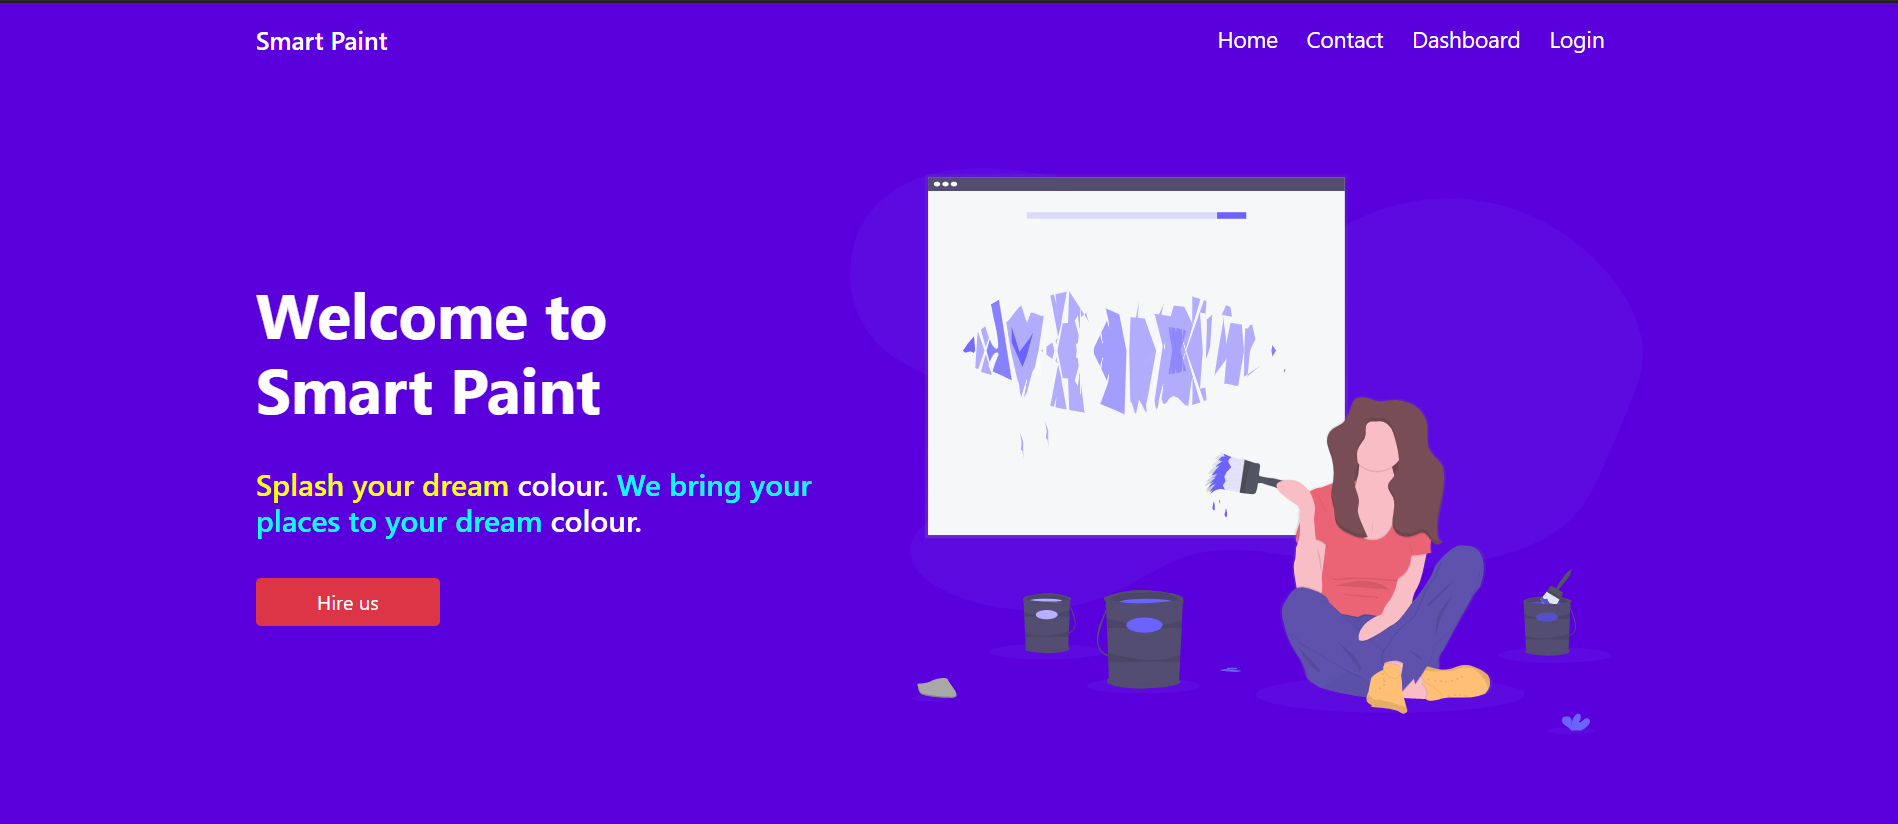 Smart Paint
Home Contact Dashboard Login
Welcome to
Smart Paint
Splash your dream colour. We bring your
places to your dream colour.
Hire us